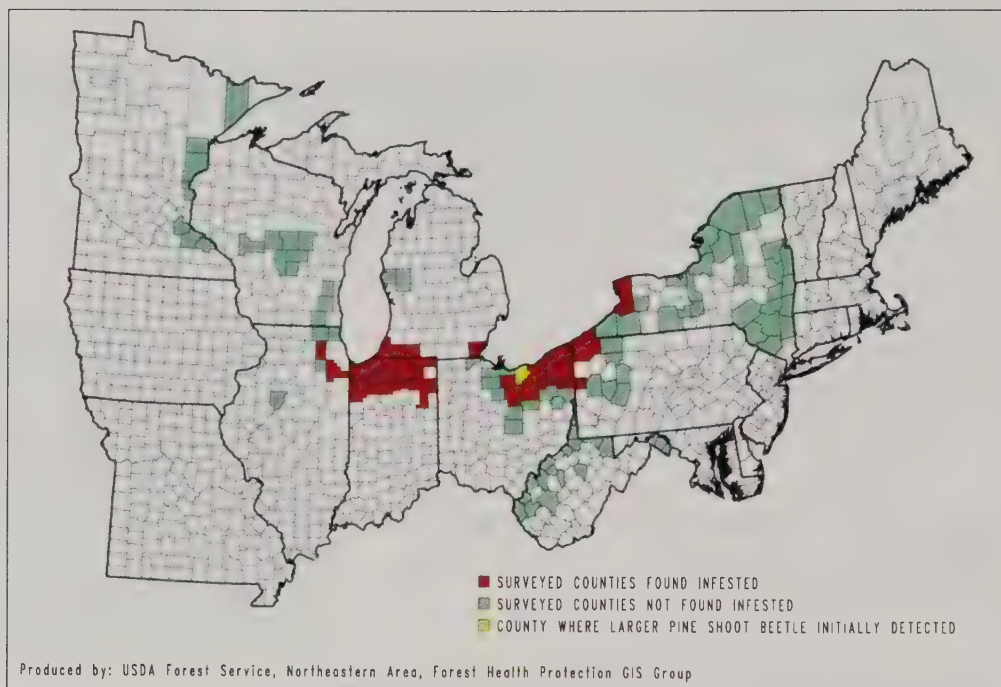 SURVEYED COUNTIES FOUND INFESTED
SURVEYED COUNTIES NOT FOUND INFESTED
COUNTY WHERE LARGER PINE SHOOT BEETLE INITIALLY DETECTED
Produced by: USDA Forest Service, Northeastern Area, Forest Health Protection GIS Group